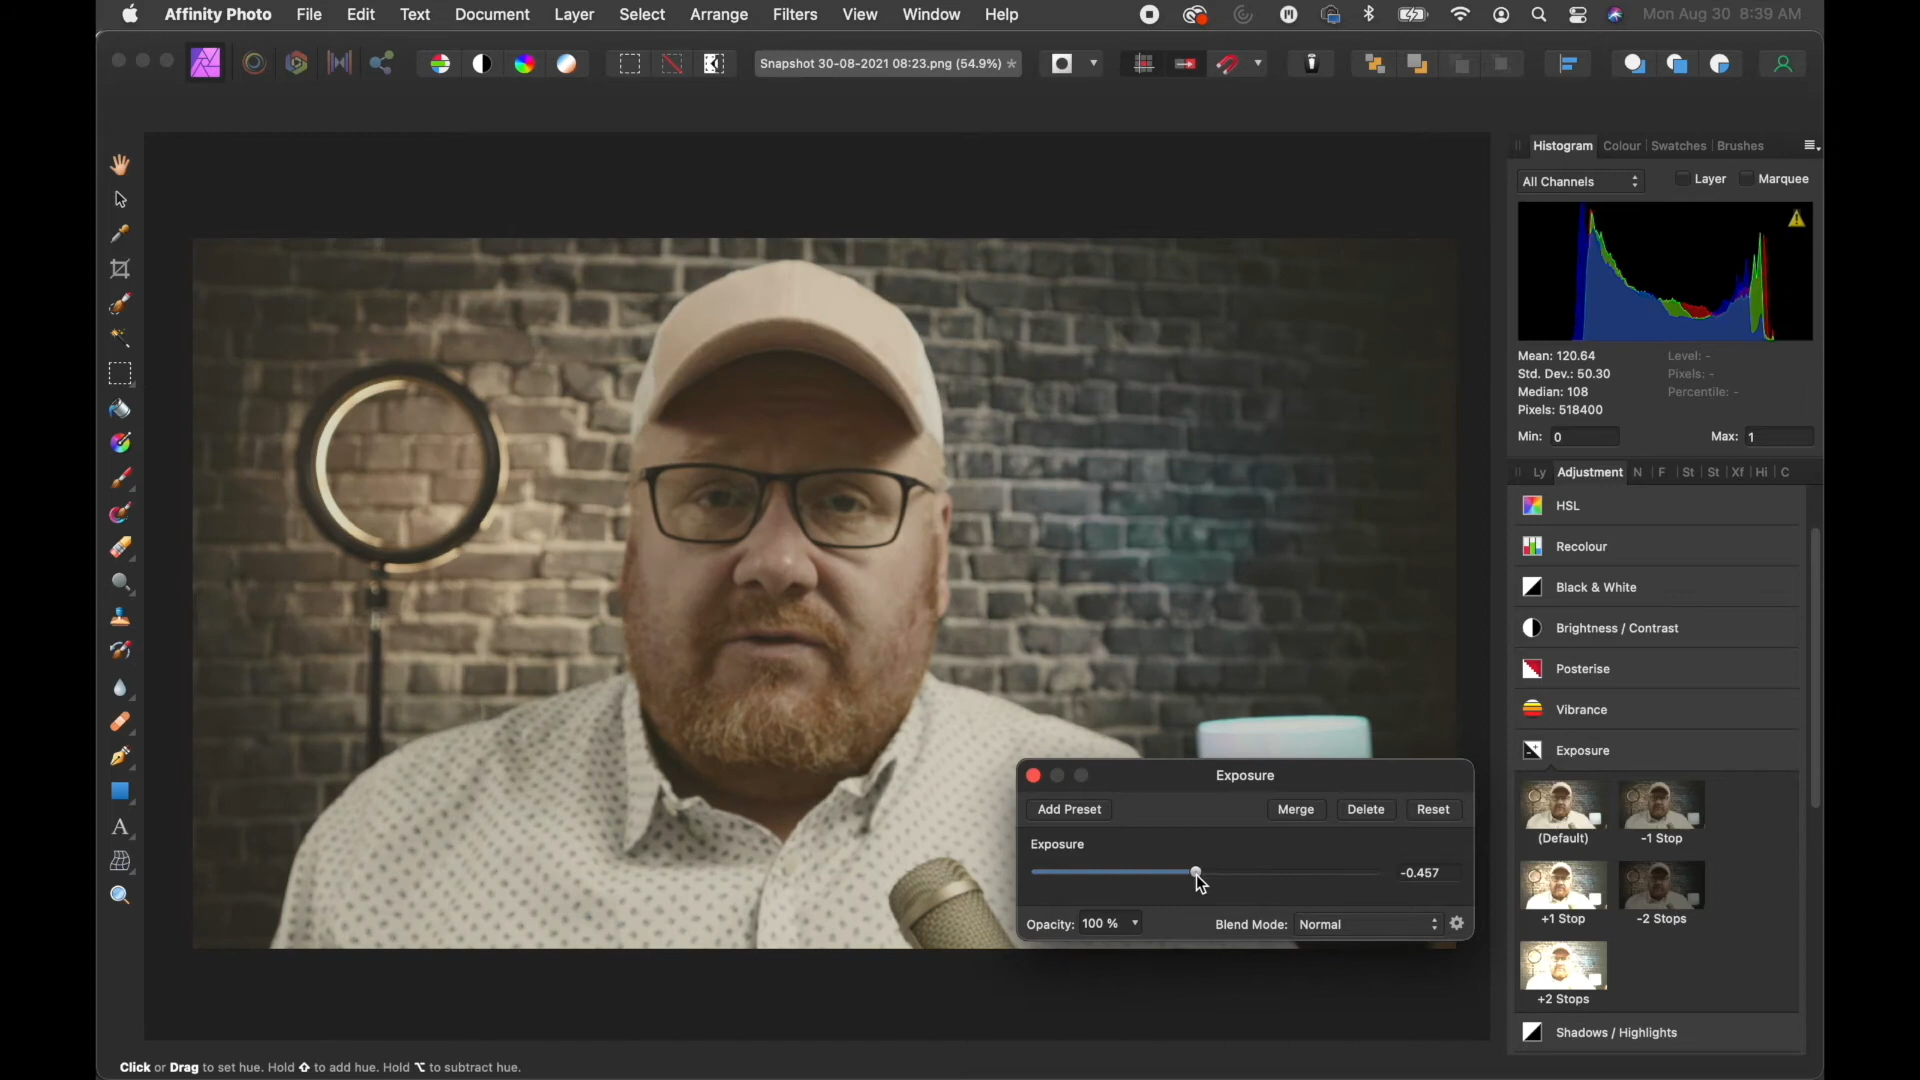 Affinity Photo File Edit Text Document Layer Select Arrange Filters View Window Help Mon Aug 30 8:39 AM
Snapshot 30-08-2021 08:23.png (54.9%) *
Histogram Colour Swatches Brushes
All Channels Layer Marquee
Mean: 120.64 Level: -
Std. Dev.: 50.30 Pixels: -
Median: 108 Percentile: -
Pixels: 518400
Min: 0 Max: 1
Ly Adjustment N F St St Xf Hi C
HSL
Recolour
Black & White
Brightness / Contrast
Posterise
Vibrance
Exposure
(Default) -1 Stop
+1 Stop -2 Stops
+2 Stops
Shadows / Highlights
Exposure
Add Preset Merge Delete Reset
Exposure
-0.457
Opacity: 100 % Blend Mode: Normal
Click or Drag to set hue. Hold ⇧ to add hue. Hold ⌥ to subtract hue.